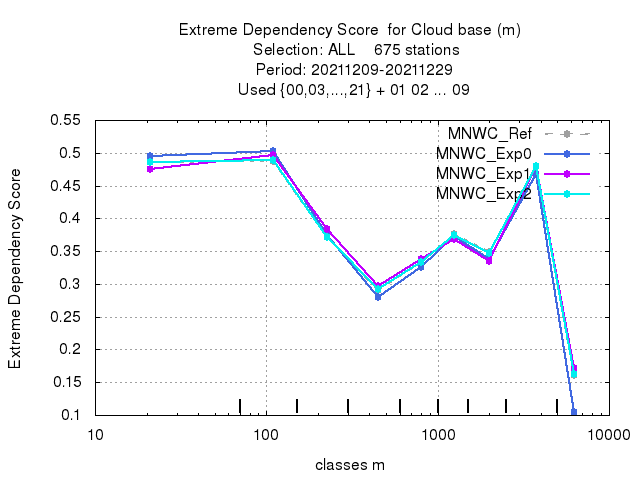 Extreme Dependency Score  for Cloud base (m)
Selection: ALL    675 stations
Period: 20211209-20211229
Used {00,03,...,21} + 01 02 ... 09
0.55
0.5
0.45
0.4
0.35
0.3
0.25
0.2
0.15
0.1
Extreme Dependency Score
MNWC_Ref
MNWC_Exp0
MNWC_Exp1
MNWC_Exp2
10
100
1000
10000
classes m